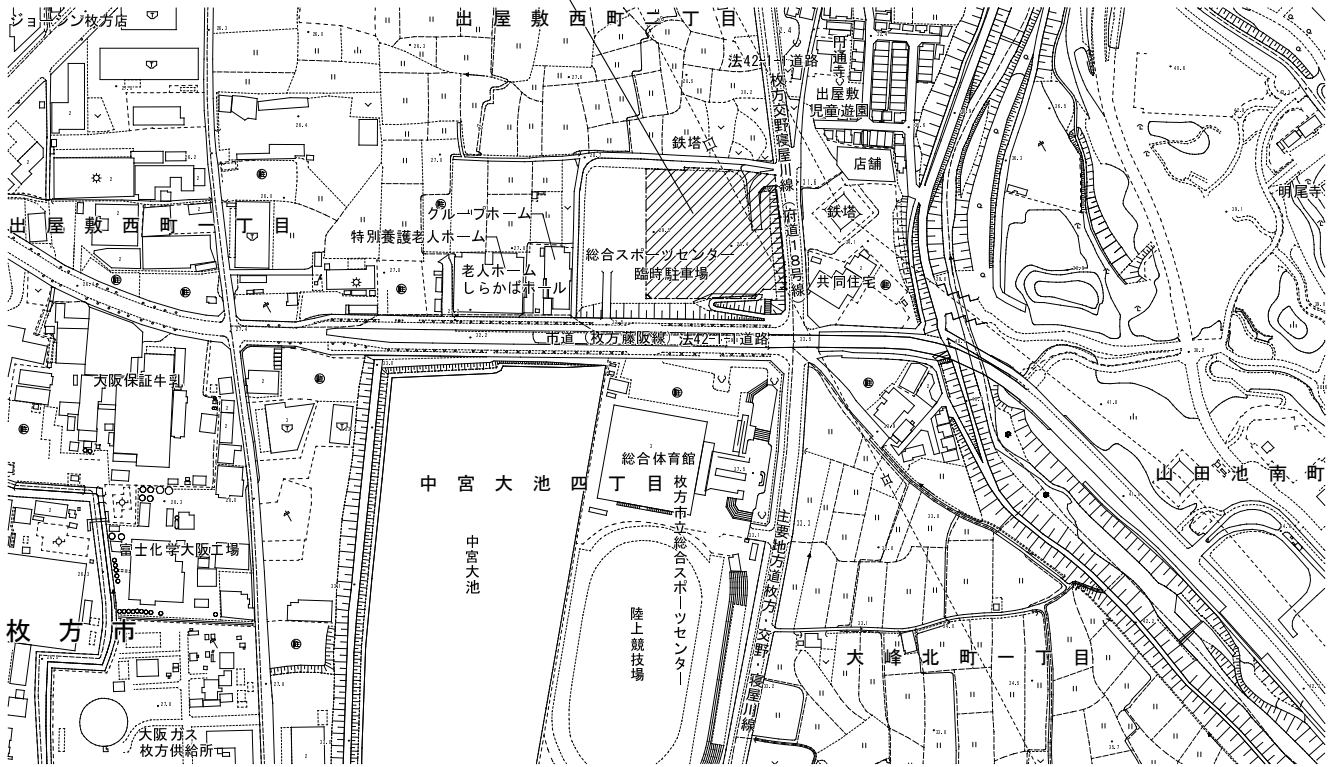 ジョーシン枚方店
出屋敷西町一丁目
法42-1-1道路
円通寺
出屋敷
児童遊園
枚方交野寝屋川線（府道18号線）
鉄塔
店舗
明尾寺
出屋敷西町一丁目
グループホーム
特別養護老人ホーム
鉄塔
総合スポーツセンター
臨時駐車場
老人ホーム
しらかばホール
共同住宅
市道（枚方藤阪線）法42-1-1道路
大阪保証牛乳
総合体育館
中宮大池四丁目
山田池南町
枚方市立総合スポーツセンター
主要地方道枚方・交野・寝屋川線
中宮大池
富士化学大阪工場
陸上競技場
枚方市
大峰北町一丁目
大阪ガス
枚方供給所